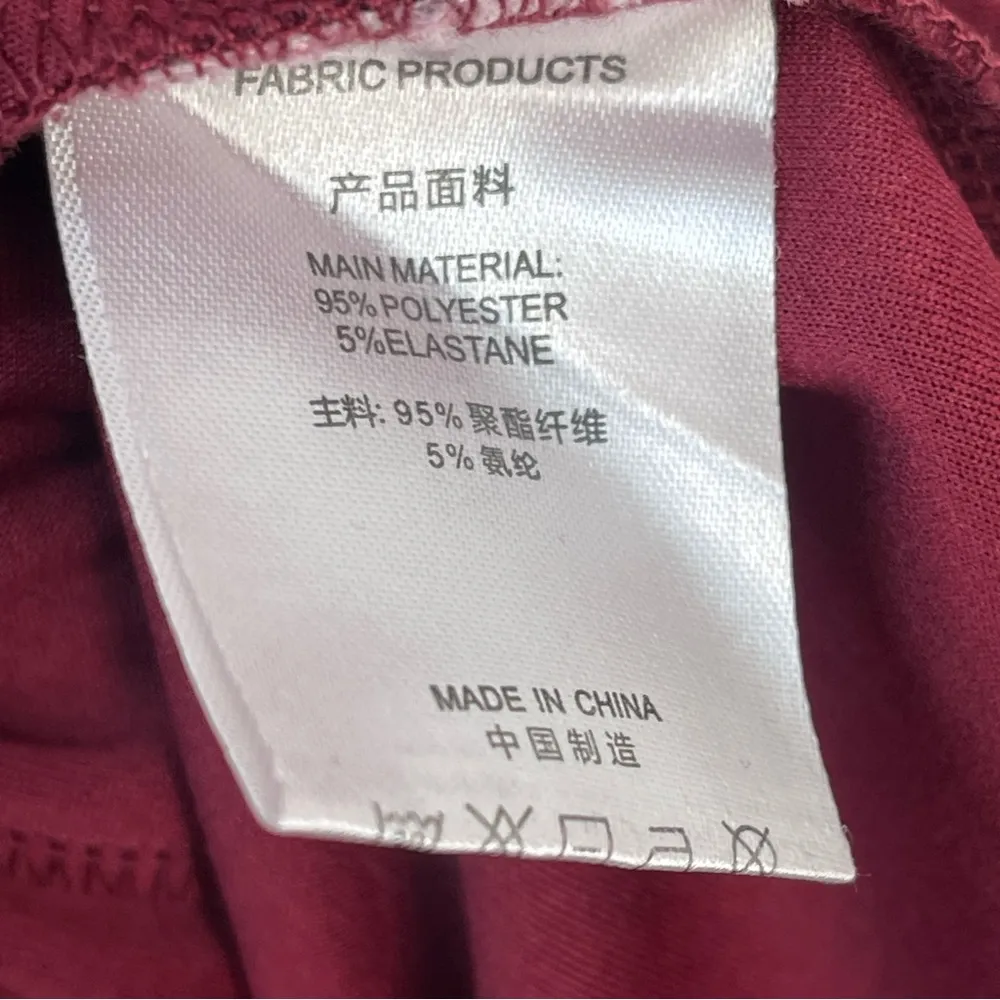 FABRIC PRODUCTS
产品面料
MAIN MATERIAL:
95% POLYESTER
5%ELASTANE
主料: 95% 聚酯纤维
5% 氨纶
MADE IN CHINA
中国制造